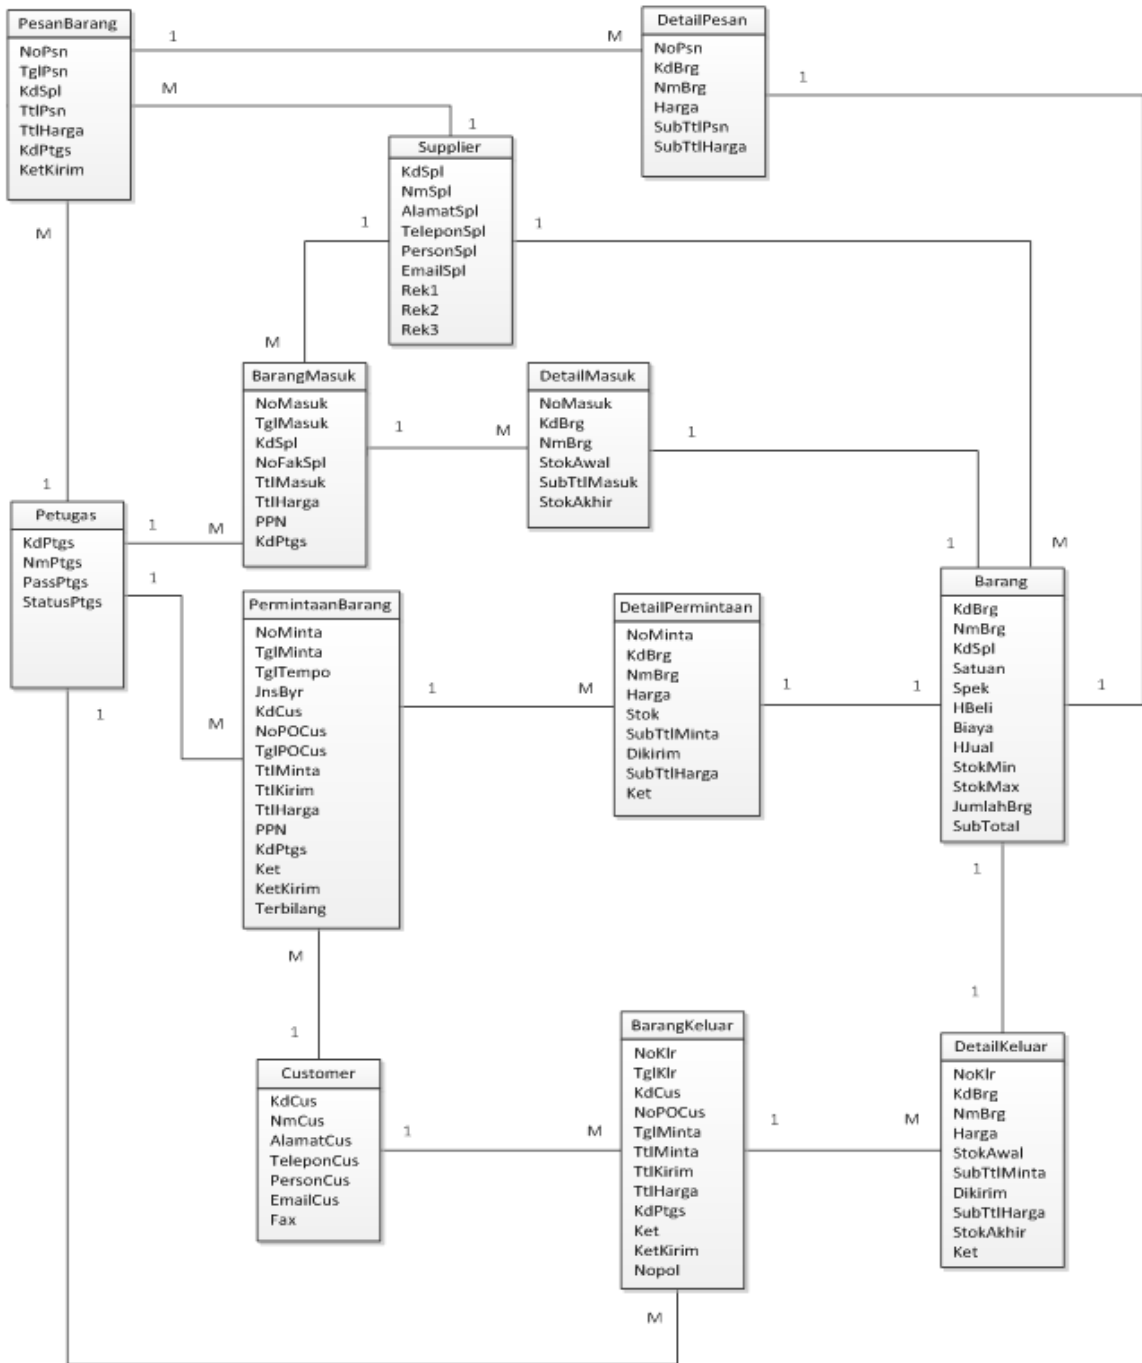 PesanBarang
NoPsn
TglPsn
KdSpl
TtlPsn
TtlHarga
KdPtgs
KetKirim
1
M
DetailPesan
NoPsn
KdBrg
NmBrg
Harga
SubTtlPsn
SubTtlHarga
1
M
1
Supplier
KdSpl
NmSpl
AlamatSpl
TeleponSpl
PersonSpl
EmailSpl
Rek1
Rek2
Rek3
M
1
1
M
BarangMasuk
NoMasuk
TglMasuk
KdSpl
NoFakSpl
TtlMasuk
TtlHarga
PPN
KdPtgs
1
M
DetailMasuk
NoMasuk
KdBrg
NmBrg
StokAwal
SubTtlMasuk
StokAkhir
1
1
M
1
Petugas
KdPtgs
NmPtgs
PassPtgs
StatusPtgs
1
M
1
M
1
PermintaanBarang
NoMinta
TglMinta
TglTempo
JnsByr
KdCus
NoPOCus
TglPOCus
TtlMinta
TtlKirim
TtlHarga
PPN
KdPtgs
Ket
KetKirim
Terbilang
1
M
DetailPermintaan
NoMinta
KdBrg
NmBrg
Harga
Stok
SubTtlMinta
Dikirim
SubTtlHarga
Ket
1
1
Barang
KdBrg
NmBrg
KdSpl
Satuan
Spek
HBeli
Biaya
HJual
StokMin
StokMax
JumlahBrg
SubTotal
1
1
1
M
1
Customer
KdCus
NmCus
AlamatCus
TeleponCus
PersonCus
EmailCus
Fax
1
M
BarangKeluar
NoKlr
TglKlr
KdCus
NoPOCus
TglMinta
TtlMinta
TtlKirim
TtlHarga
KdPtgs
Ket
KetKirim
Nopol
M
1
M
DetailKeluar
NoKlr
KdBrg
NmBrg
Harga
StokAwal
SubTtlMinta
Dikirim
SubTtlHarga
StokAkhir
Ket